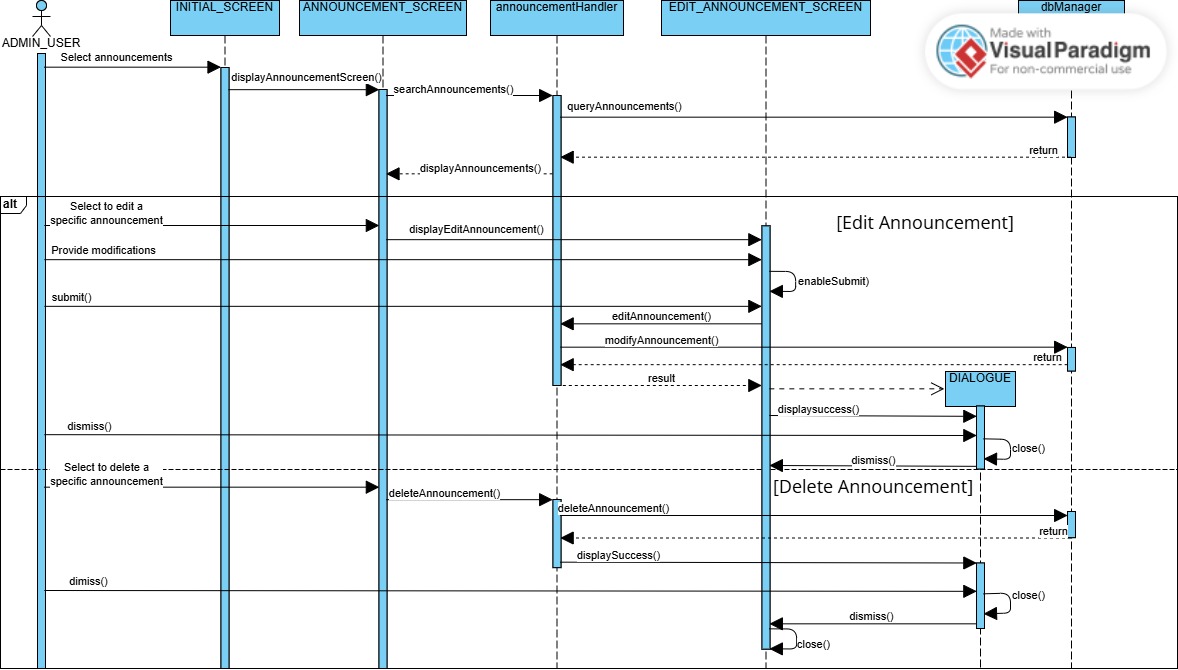 INITIAL_SCREEN
ANNOUNCEMENT_SCREEN
announcementHandler
EDIT_ANNOUNCEMENT_SCREEN
dbManager
Made with
Visual Paradigm
For non-commercial use
ADMIN_USER
Select announcements
displayAnnouncementScreen()
searchAnnouncements()
queryAnnouncements()
return
displayAnnouncements()
alt
Select to edit a
specific announcement
[Edit Announcement]
displayEditAnnouncement()
Provide modifications
enableSubmit)
submit()
editAnnouncement()
modifyAnnouncement()
return
result
DIALOGUE
displaysuccess()
dismiss()
close()
dismiss()
Select to delete a
specific announcement
[Delete Announcement]
deleteAnnouncement()
deleteAnnouncement()
return
displaySuccess()
dimiss()
close()
dismiss()
close()